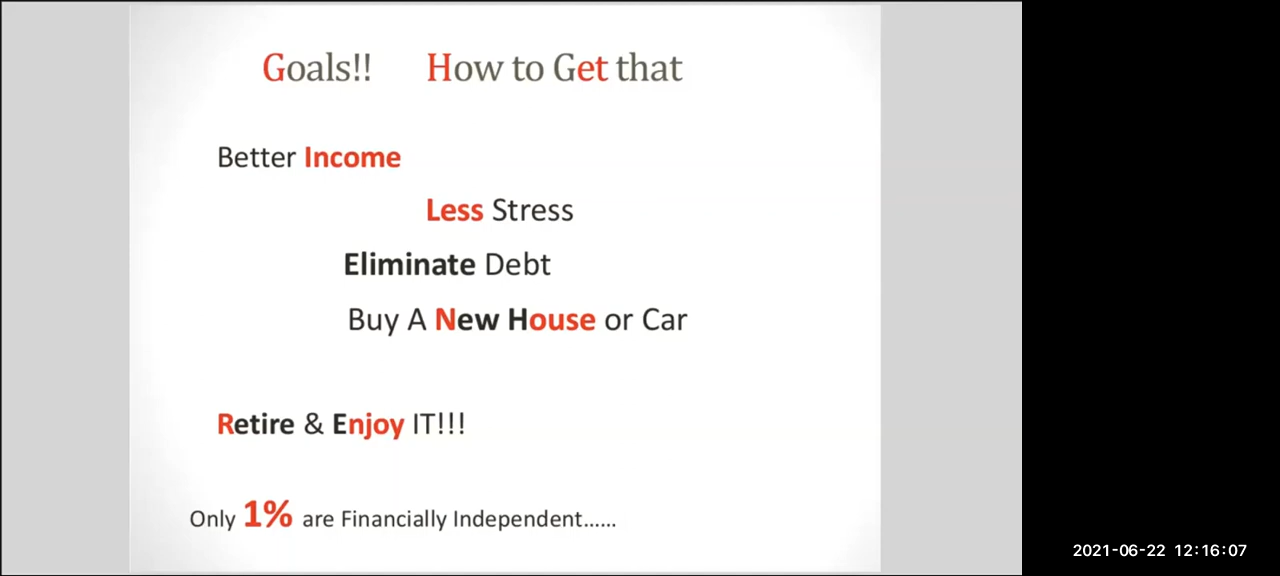 Goals!! How to Get that
Better Income
Less Stress
Eliminate Debt
Buy A New House or Car
Retire & Enjoy IT!!!
Only 1% are Financially Independent......
2021-06-22 12:16:07